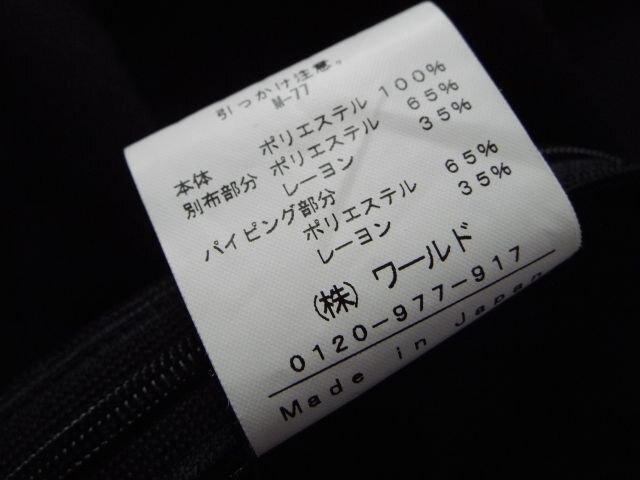 引っかけ注意。
M-77
本体 ポリエステル 100%
別布部分 ポリエステル 65%
レーヨン 35%
パイピング部分
ポリエステル 65%
レーヨン 35%
(株) ワールド
0120-977-917
Made in Japan